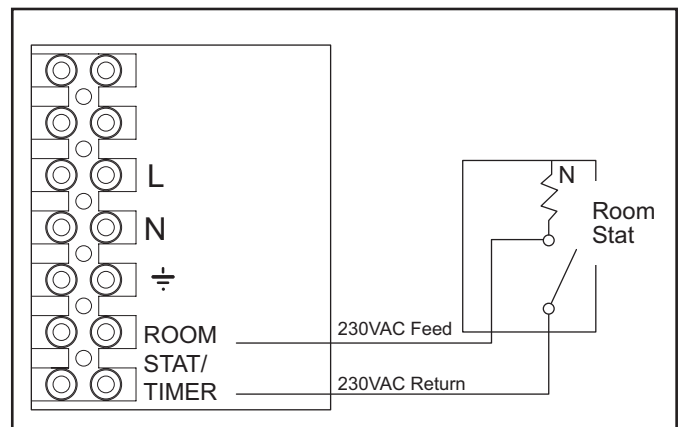 L
N
ROOM
STAT/
TIMER
230VAC Feed
230VAC Return
N
Room
Stat